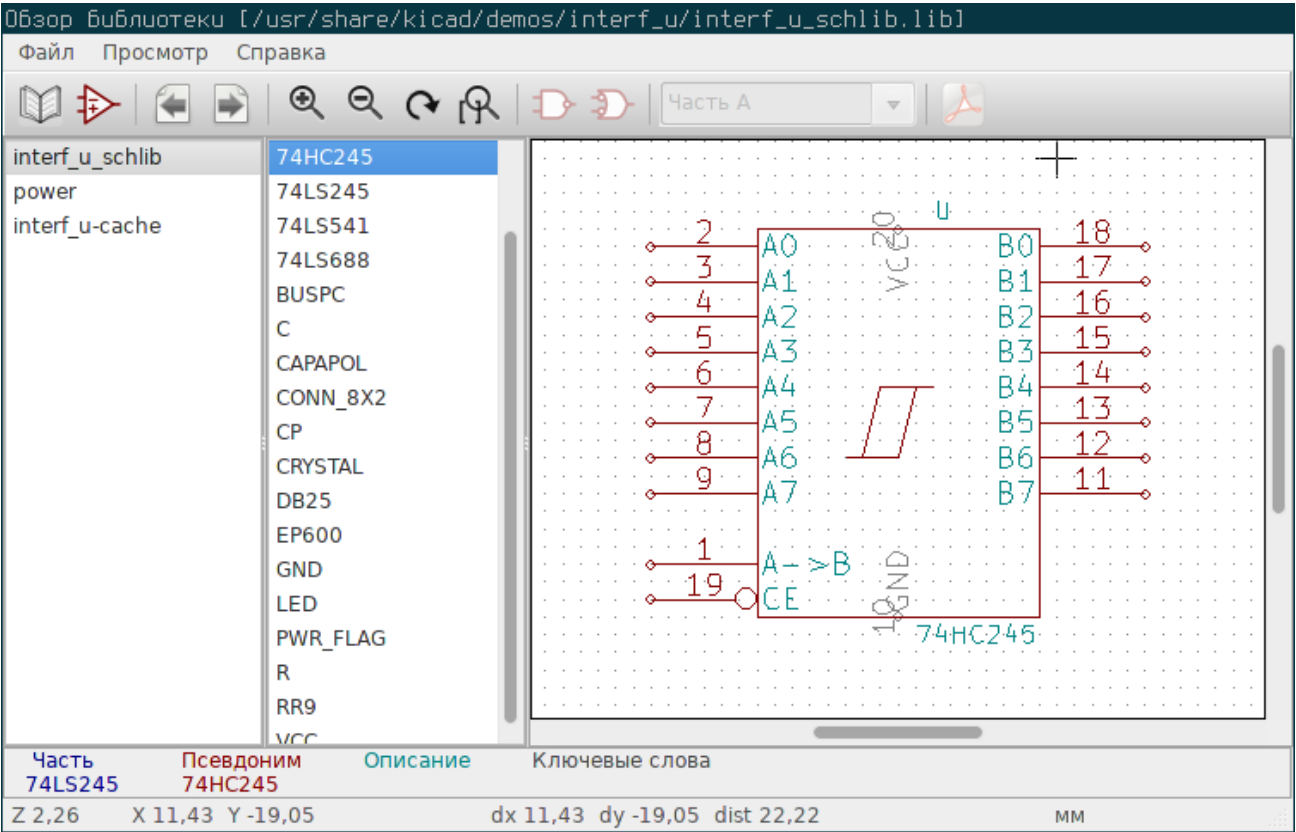 Обзор библиотеки [/usr/share/kicad/demos/interf_u/interf_u_schlib.lib]
Файл Просмотр Справка
Часть A
interf_u_schlib
power
interf_u-cache
74HC245
74LS245
74LS541
74LS688
BUSPC
C
CAPAPOL
CONN_8X2
CP
CRYSTAL
DB25
EP600
GND
LED
PWR_FLAG
R
RR9
VCC
U
20
VCC
2 A0 B0 18
3 A1 B1 17
4 A2 B2 16
5 A3 B3 15
6 A4 B4 14
7 A5 B5 13
8 A6 B6 12
9 A7 B7 11
1 A->B
19 CE
GND
10
74HC245
Часть Псевдоним Описание Ключевые слова
74LS245 74HC245
Z 2,26 X 11,43 Y -19,05 dx 11,43 dy -19,05 dist 22,22 мм